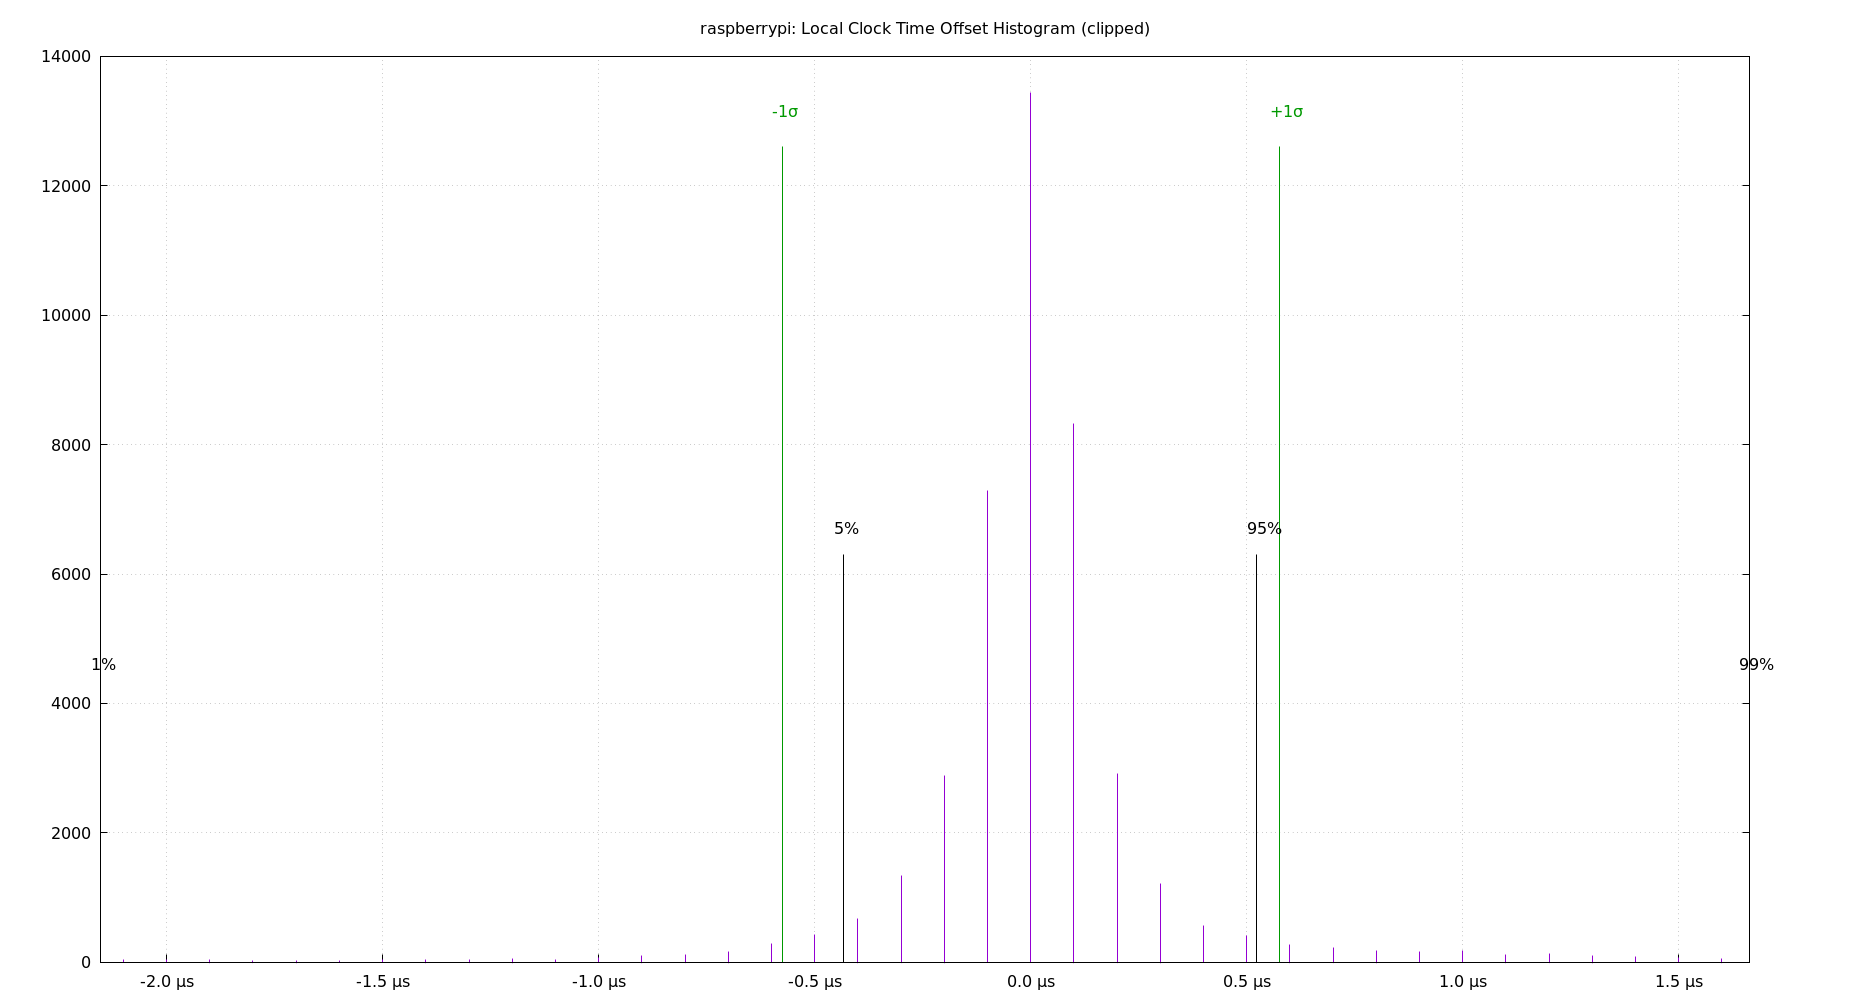 raspberrypi: Local Clock Time Offset Histogram (clipped)
14000
-1σ
+1σ
12000
10000
8000
5%
95%
6000
1%
99%
4000
2000
0
-2.0 μs
-1.5 μs
-1.0 μs
-0.5 μs
0.0 μs
0.5 μs
1.0 μs
1.5 μs